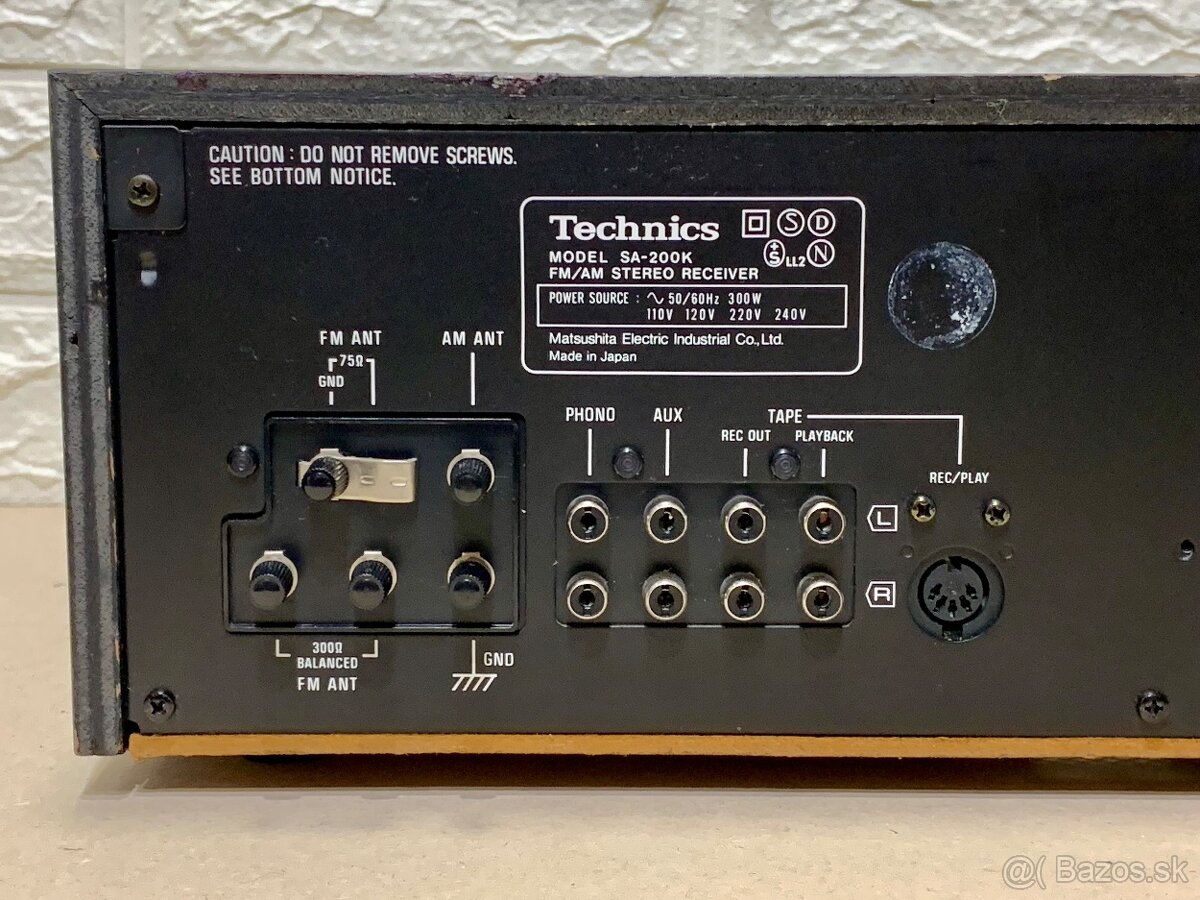 CAUTION : DO NOT REMOVE SCREWS.
SEE BOTTOM NOTICE.
Technics
S D
MODEL SA-200K
+S LL2 N
FM/AM STEREO RECEIVER
POWER SOURCE : ∿ 50/60Hz 300W
110V 120V 220V 240V
Matsushita Electric Industrial Co., Ltd.
Made in Japan
FM ANT
75Ω
GND
AM ANT
300Ω
BALANCED
FM ANT
GND
PHONO
AUX
TAPE
REC OUT
PLAYBACK
REC/PLAY
L
R
@( Bazos.sk